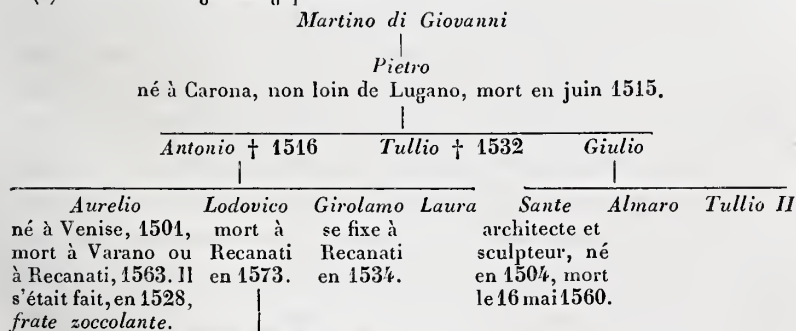 Martino di Giovanni
Pietro
né à Carona, non loin de Lugano, mort en juin 1515.
Antonio † 1516 Tullio † 1532 Giulio
Aurelio Lodovico Girolamo Laura Sante Almaro Tullio II
né à Venise, 1501, mort à se fixe à architecte et
mort à Varano ou Recanati Recanati sculpteur, né
à Recanati, 1563. Il en 1573. en 1534. en 1504, mort
s'était fait, en 1528, le 16 mai 1560.
frate zoccolante.